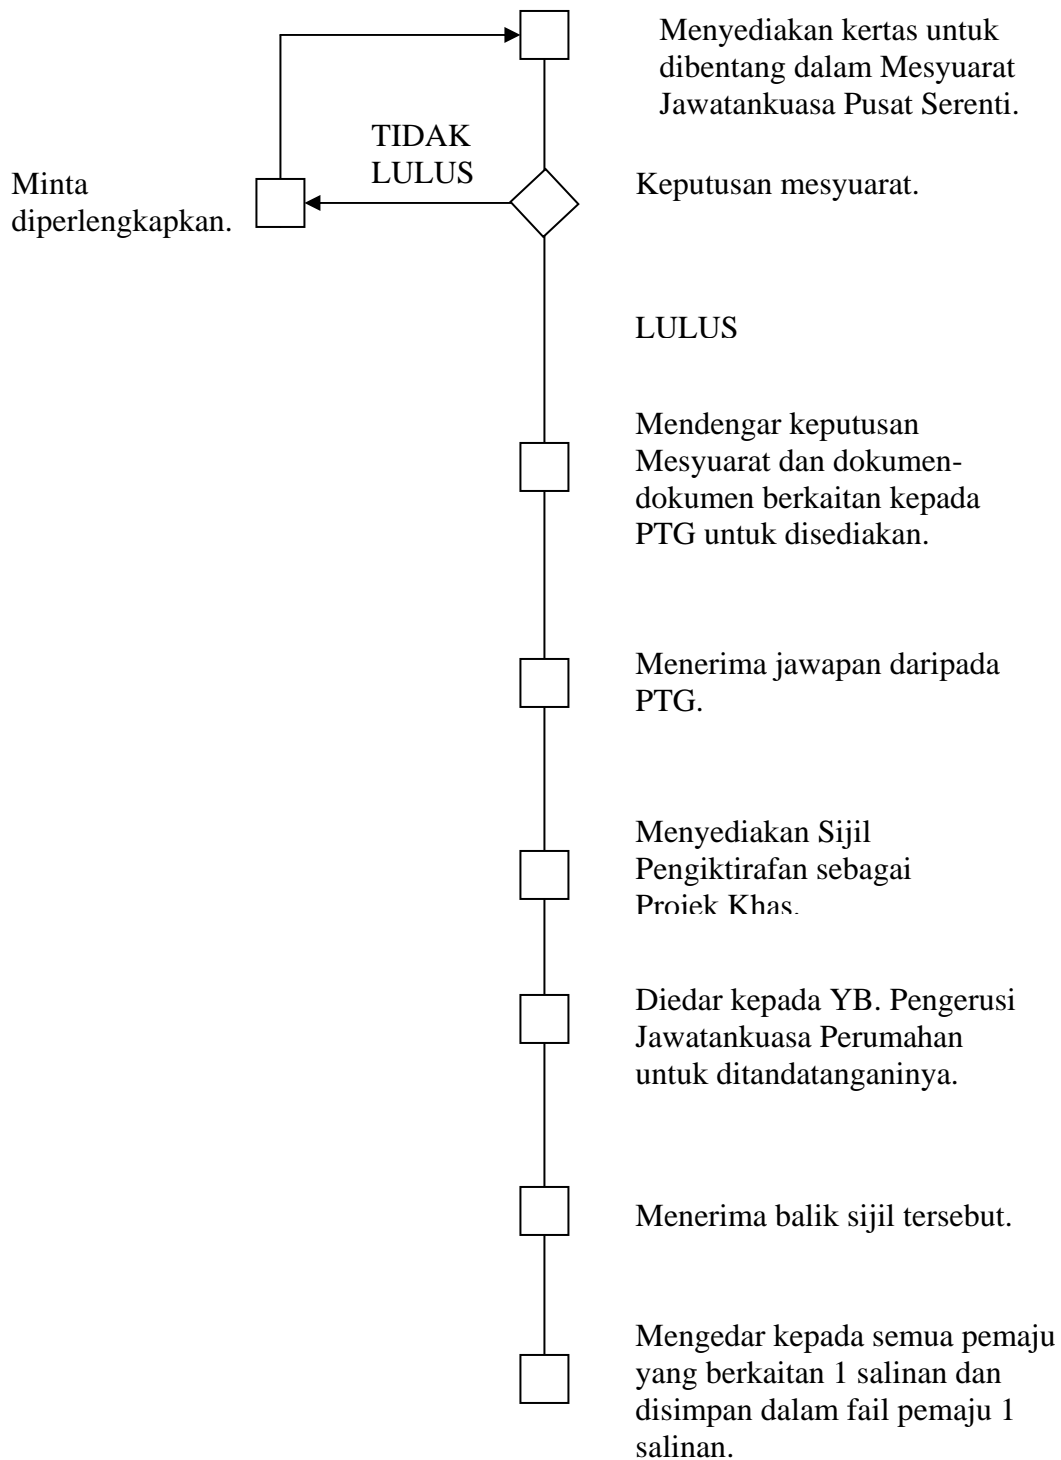 Menyediakan kertas untuk
dibentang dalam Mesyuarat
Jawatankuasa Pusat Serenti.
TIDAK
LULUS
Minta
diperlengkapkan.
Keputusan mesyuarat.
LULUS
Mendengar keputusan
Mesyuarat dan dokumen-
dokumen berkaitan kepada
PTG untuk disediakan.
Menerima jawapan daripada
PTG.
Menyediakan Sijil
Pengiktirafan sebagai
Projek Khas.
Diedar kepada YB. Pengerusi
Jawatankuasa Perumahan
untuk ditandatanganinya.
Menerima balik sijil tersebut.
Mengedar kepada semua pemaju
yang berkaitan 1 salinan dan
disimpan dalam fail pemaju 1
salinan.